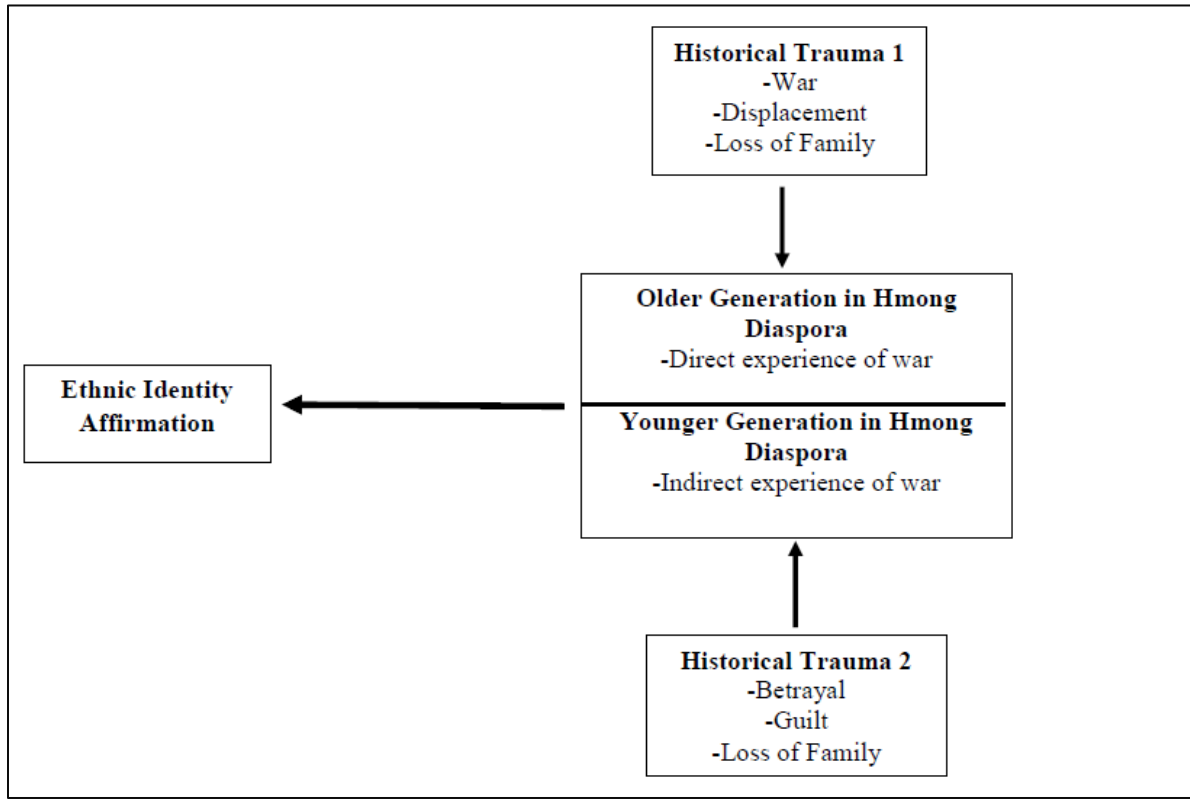 Historical Trauma 1
-War
-Displacement
-Loss of Family
Older Generation in Hmong
Diaspora
-Direct experience of war
Ethnic Identity
Affirmation
Younger Generation in Hmong
Diaspora
-Indirect experience of war
Historical Trauma 2
-Betrayal
-Guilt
-Loss of Family